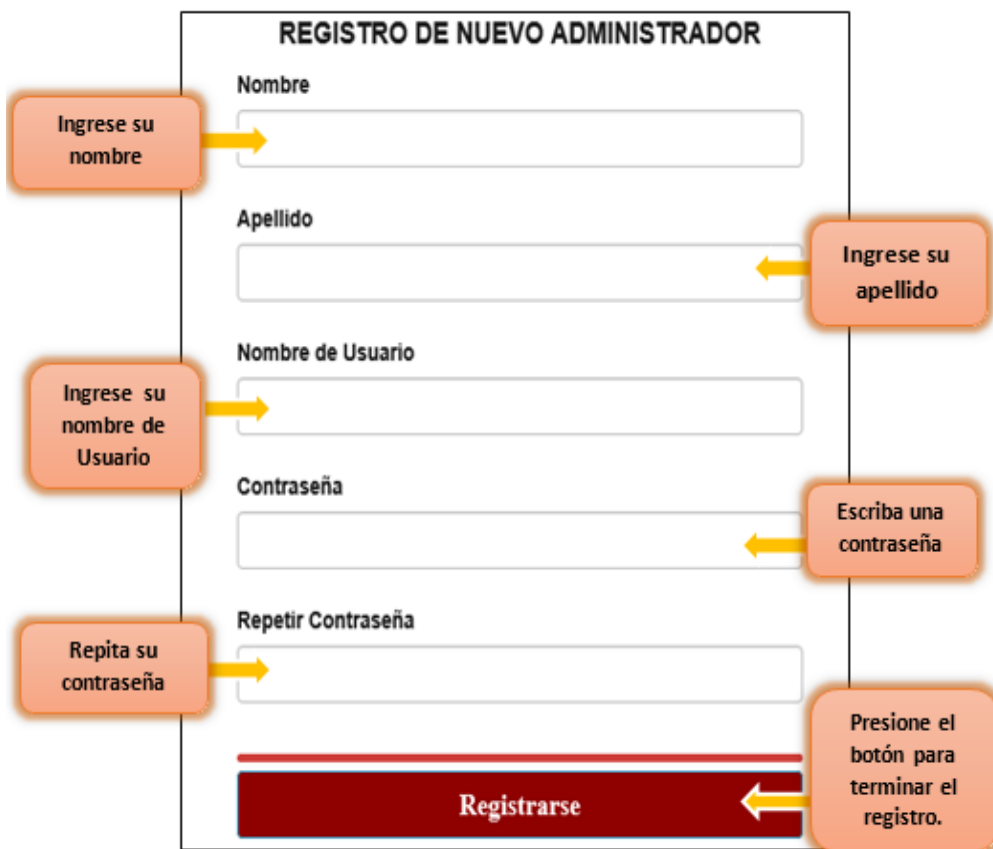 REGISTRO DE NUEVO ADMINISTRADOR
Nombre
Ingrese su
nombre
Apellido
Ingrese su
apellido
Nombre de Usuario
Ingrese su
nombre de
Usuario
Contraseña
Escriba una
contraseña
Repetir Contraseña
Repita su
contraseña
Presione el
botón para
terminar el
registro.
Registrarse